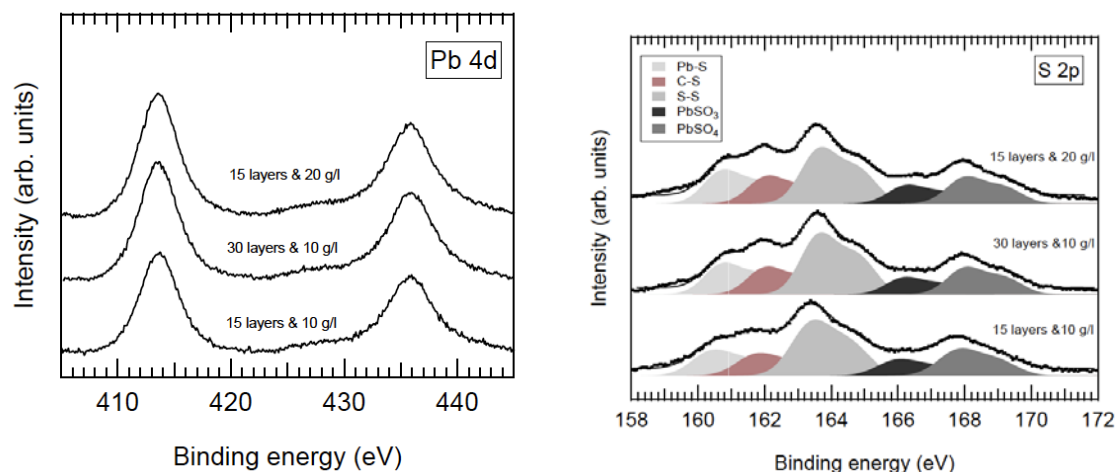 Pb 4d
15 layers & 20 g/l
30 layers & 10 g/l
15 layers & 10 g/l
Intensity (arb. units)
410 420 430 440
Binding energy (eV)
S 2p
Pb-S
C-S
S-S
PbSO₃
PbSO₄
15 layers & 20 g/l
30 layers &10 g/l
15 layers &10 g/l
Intensity (arb. units)
158 160 162 164 166 168 170 172
Binding energy (eV)